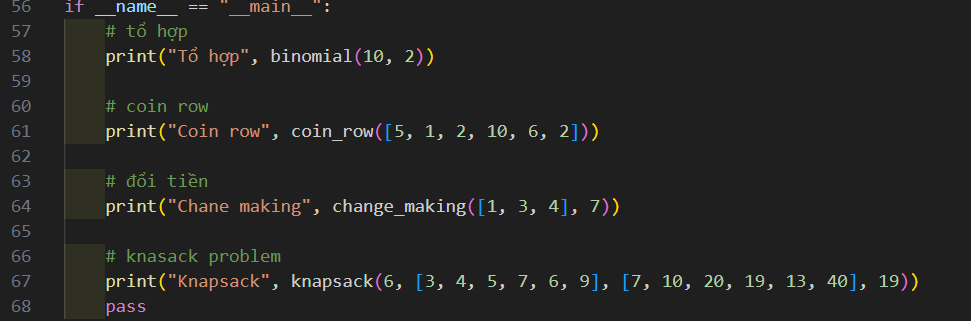 56 if __name__ == "__main__":
57     # tổ hợp
58     print("Tổ hợp", binomial(10, 2))
59
60     # coin row
61     print("Coin row", coin_row([5, 1, 2, 10, 6, 2]))
62
63     # đổi tiền
64     print("Chane making", change_making([1, 3, 4], 7))
65
66     # knasack problem
67     print("Knapsack", knapsack(6, [3, 4, 5, 7, 6, 9], [7, 10, 20, 19, 13, 40], 19))
68     pass